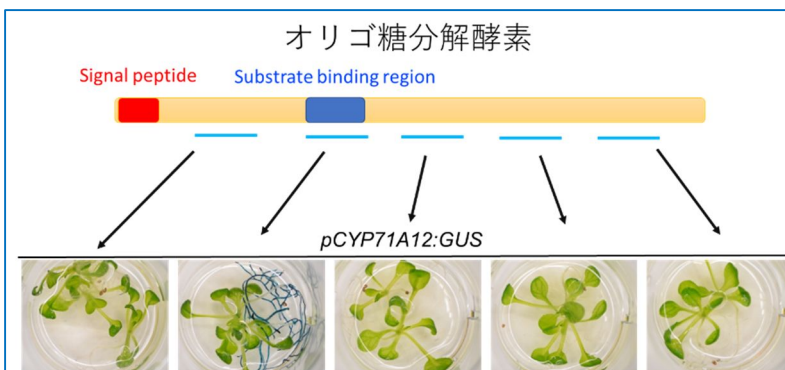 オリゴ糖分解酵素
Signal peptide
Substrate binding region
pCYP71A12:GUS